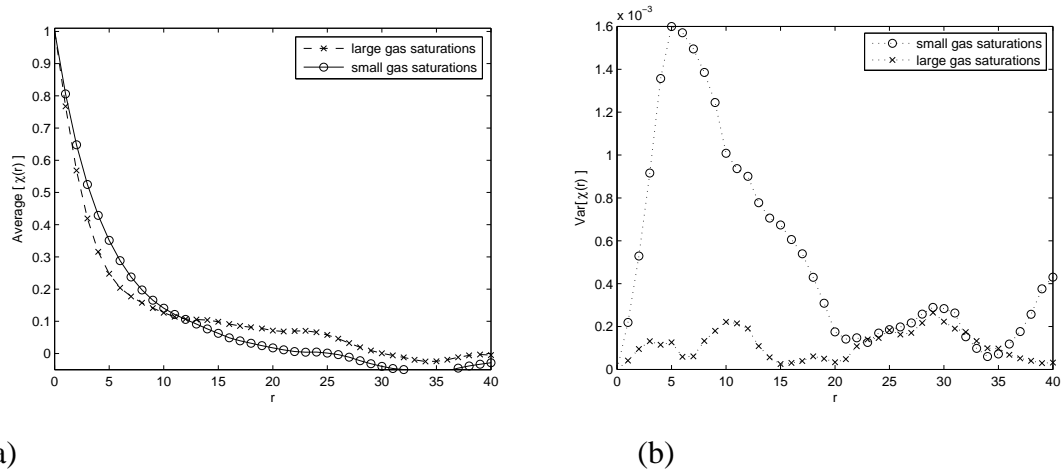 1
0.9
0.8
0.7
0.6
0.5
0.4
0.3
0.2
0.1
0
Average [ χ(r) ]
0 5 10 15 20 25 30 35 40
r
large gas saturations
small gas saturations
x 10⁻³
1.6
1.4
1.2
1
0.8
0.6
0.4
0.2
0
Var[ χ(r) ]
0 5 10 15 20 25 30 35 40
r
small gas saturations
large gas saturations
a)
(b)